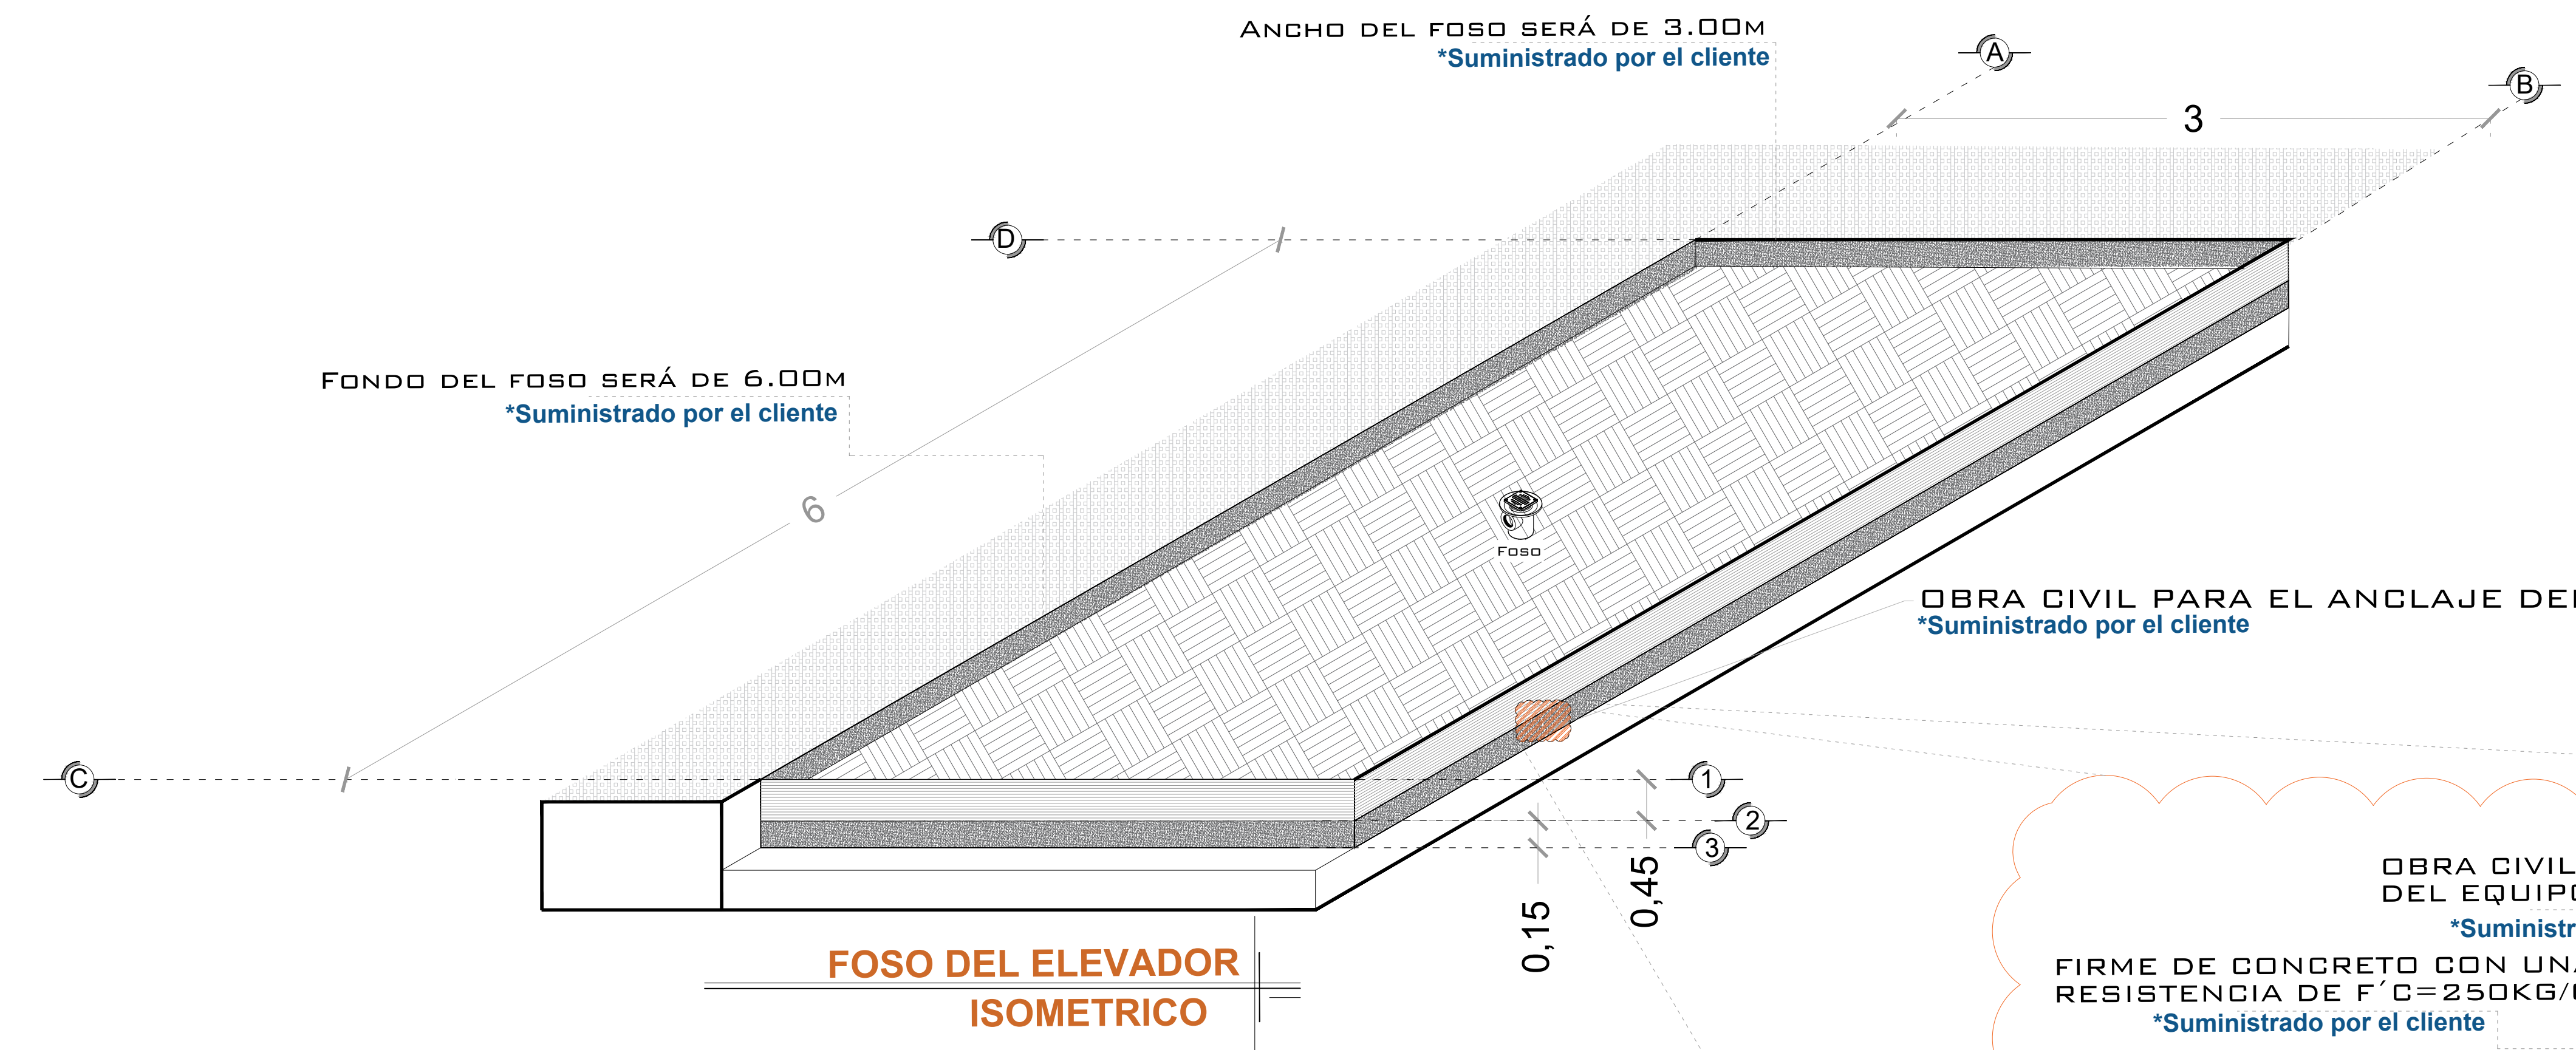 ANCHO DEL FOSO SERÁ DE 3.00M
*Suministrado por el cliente
A
B
3
D
FONDO DEL FOSO SERÁ DE 6.00M
*Suministrado por el cliente
6
FOSO
OBRA CIVIL PARA EL ANCLAJE
*Suministrado por el cliente
C
1
2
3
0,15
0,45
OBRA CIVIL
DEL
*Suministrado por el cliente
FIRME DE CONCRETO CON
RESISTENCIA DE F´C=250KG/
FOSO DEL ELEVADOR
ISOMETRICO